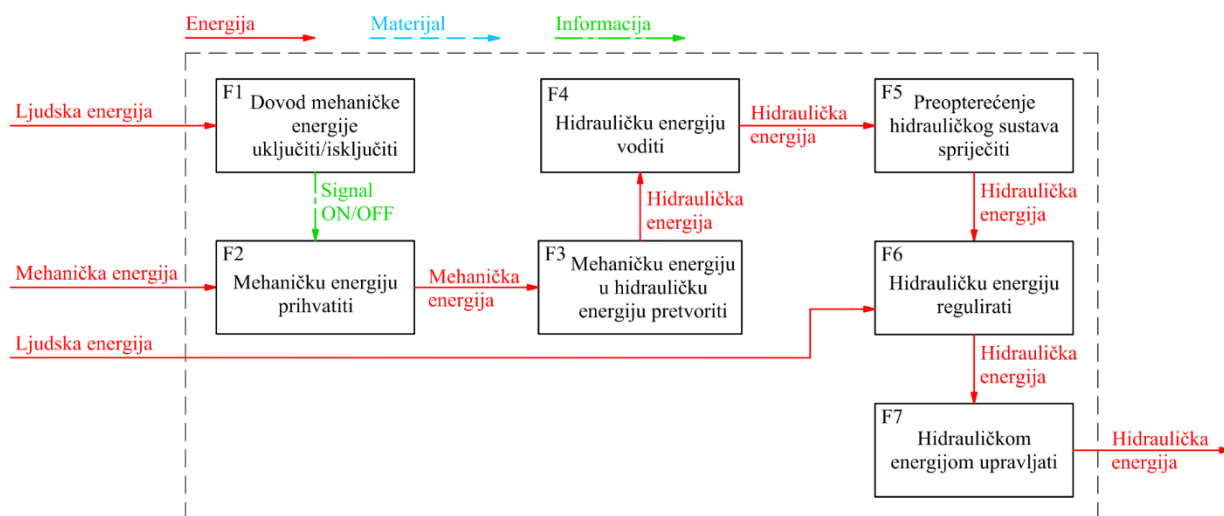 Energija
Materijal
Informacija
Ljudska energija
F1
Dovod mehaničke
energije
uključiti/isključiti
F4
Hidrauličku energiju
voditi
Hidraulička
energija
F5
Preopterećenje
hidrauličkog sustava
spriječiti
Signal
ON/OFF
Hidraulička
energija
Hidraulička
energija
Mehanička energija
F2
Mehaničku energiju
prihvatiti
Mehanička
energija
F3
Mehaničku energiju
u hidrauličku
energiju pretvoriti
F6
Hidrauličku energiju
regulirati
Ljudska energija
Hidraulička
energija
F7
Hidrauličkom
energijom upravljati
Hidraulička
energija